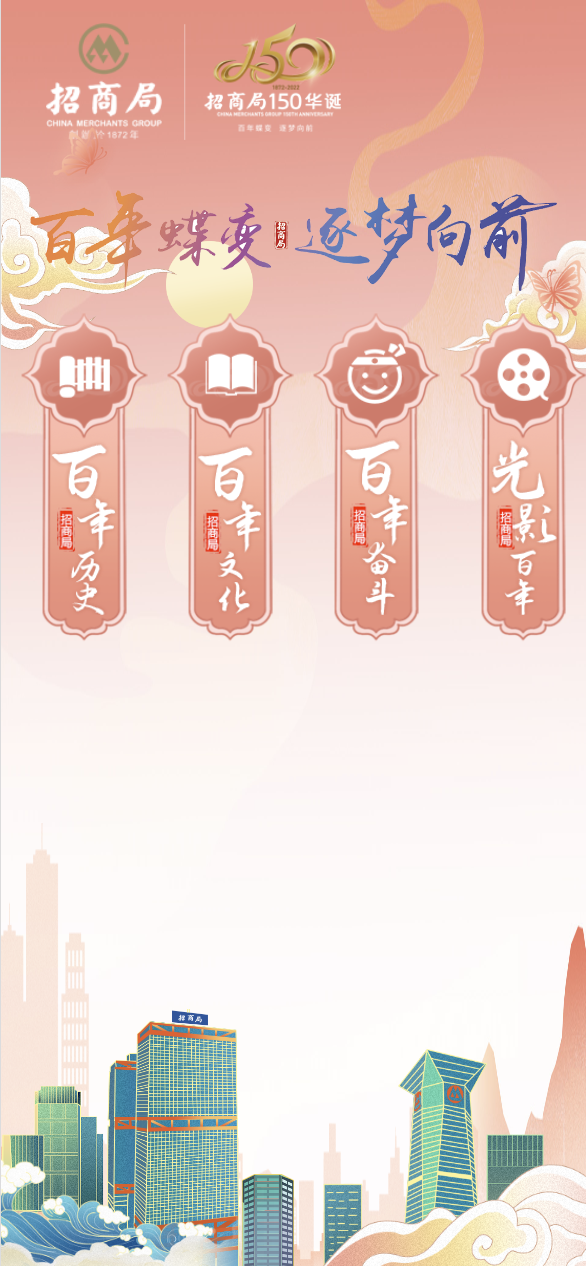 招商局
CHINA MERCHANTS GROUP
创立于1872年
150
1872-2022
招商局150华诞
CHINA MERCHANTS GROUP 150TH ANNIVERSARY
百年蝶变 逐梦向前
百年蝶变 招商局 逐梦向前
百年
招商局
历史
百年
招商局
文化
百年
招商局
奋斗
光影
招商局
百年
招商局